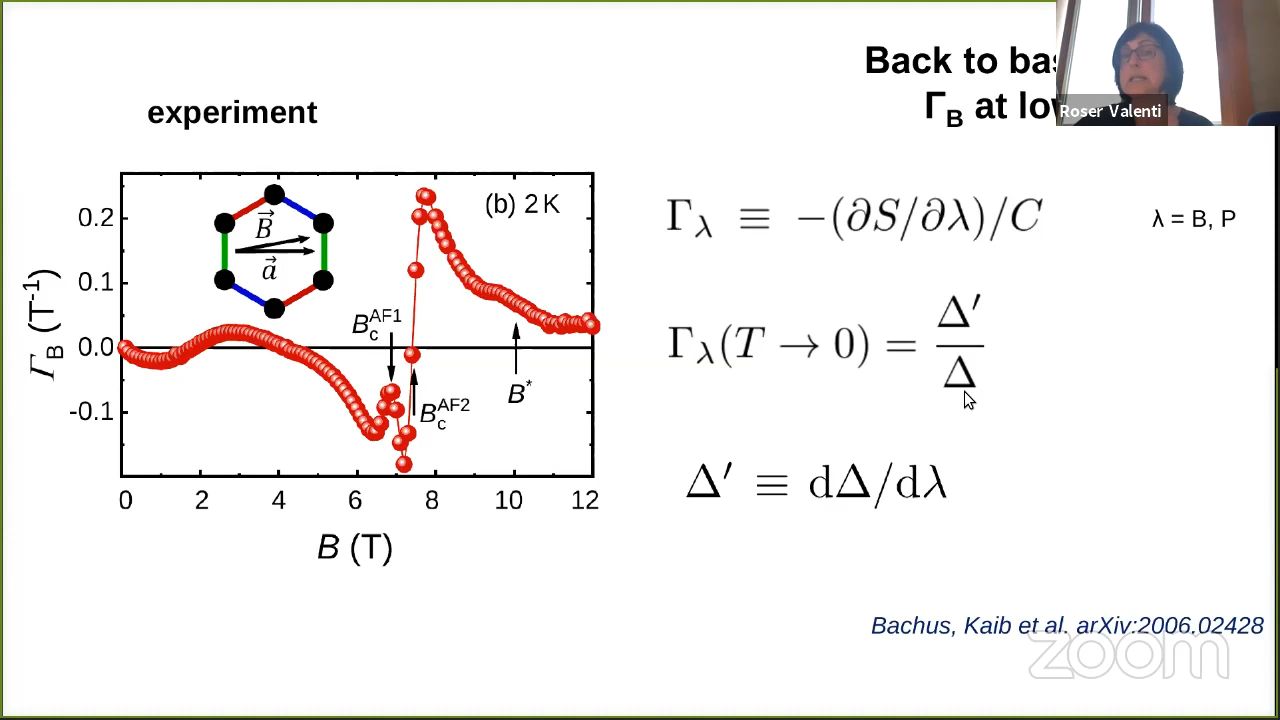 Back to
Γ_B at
Roser Valenti
experiment
(b) 2 K
B⃗
a⃗
B_c^AF1
B_c^AF2
B*
0.2
0.1
0.0
-0.1
Γ_B (T⁻¹)
0 2 4 6 8 10 12
B (T)
Γ_λ ≡ −(∂S/∂λ)/C
λ = B, P
Γ_λ(T → 0) = Δ′/Δ
Δ′ ≡ dΔ/dλ
Bachus, Kaib et al. arXiv:2006.02428
zoom